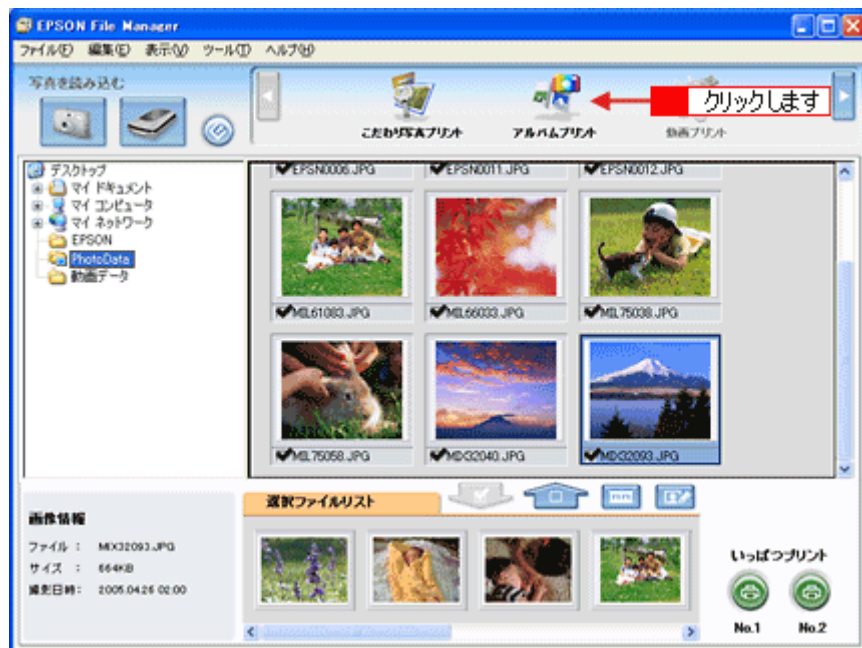 EPSON File Manager
ファイル(F) 編集(E) 表示(V) ツール(T) ヘルプ(H)
写真を読み込む
こだわり写真プリント
アルバムプリント
動画プリント
クリックします
デスクトップ
マイ ドキュメント
マイ コンピュータ
マイ ネットワーク
EPSON
PhotoData
動画データ
EPSN0006.JPG
EPSN0011.JPG
EPSN0012.JPG
MIL61083.JPG
MIL66033.JPG
MIL75038.JPG
MIL75058.JPG
MIX32040.JPG
MIX32093.JPG
選択ファイルリスト
画像情報
ファイル : MIX32093.JPG
サイズ : 664KB
撮影日時: 2005.04.26 02:00
いっぱつプリント
No.1
No.2